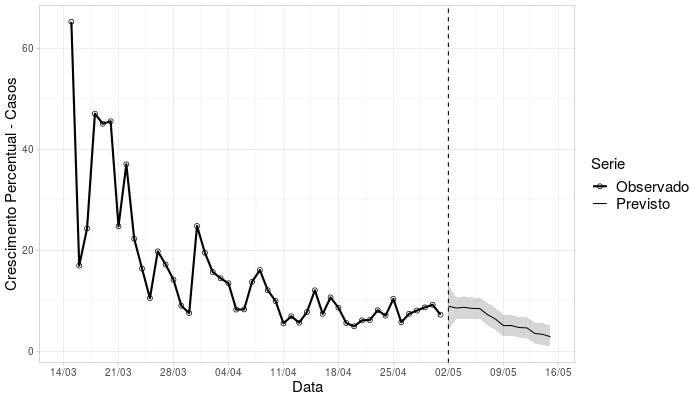 Crescimento Percentual - Casos
60
40
20
0
14/03 21/03 28/03 04/04 11/04 18/04 25/04 02/05 09/05 16/05
Data
Serie
Observado
Previsto